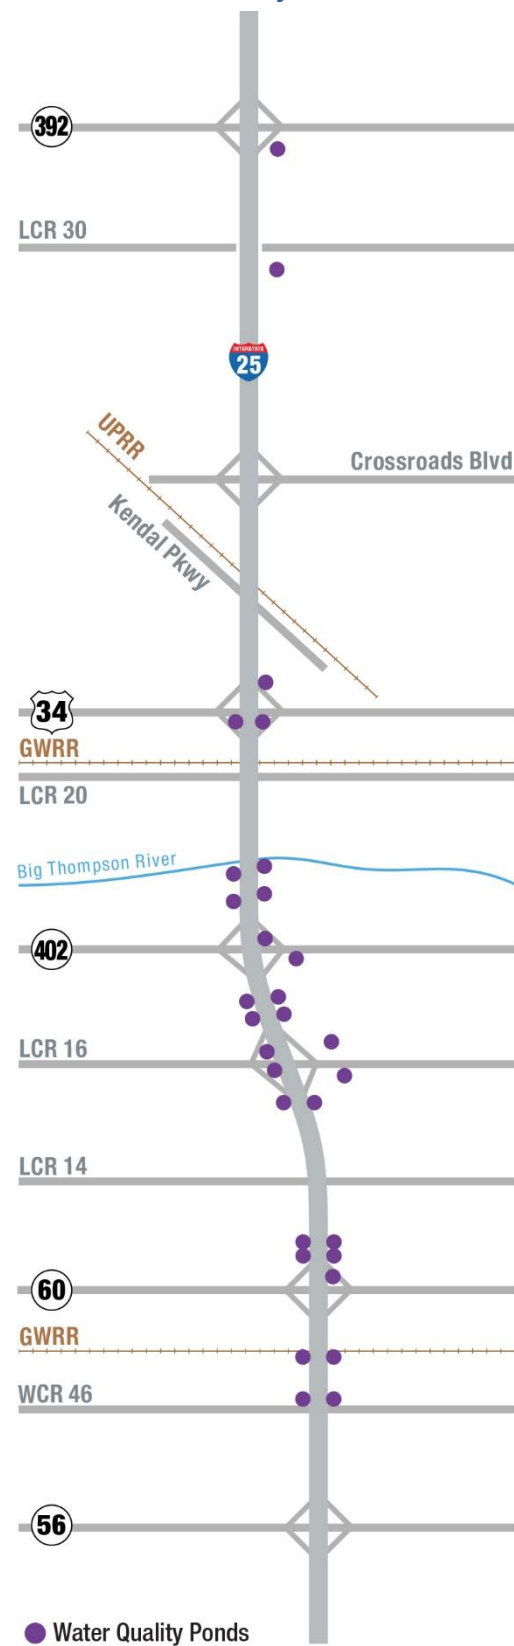 392
LCR 30
INTERSTATE
25
UPRR
Crossroads Blvd
Kendal Pkwy
34
GWRR
LCR 20
Big Thompson River
402
LCR 16
LCR 14
60
GWRR
WCR 46
56
Water Quality Ponds